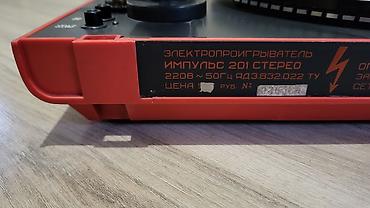 ЭЛЕКТРОПРОИГРЫВАТЕЛЬ
ИМПУЛЬС 201 СТЕРЕО
220В ~ 50Гц ЯД3.832.022 ТУ
ЦЕНА РУБ. №